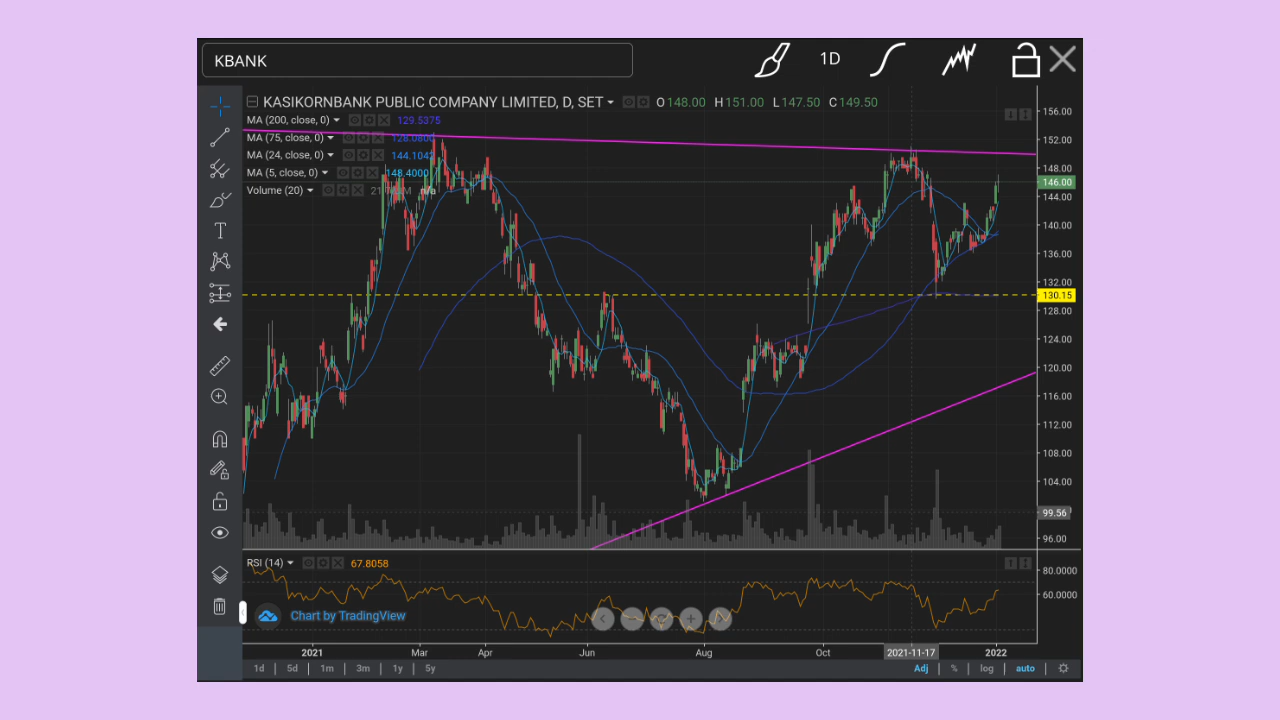 KBANK
1D
KASIKORNBANK PUBLIC COMPANY LIMITED, D, SET
O 148.00 H 151.00 L 147.50 C 149.50
MA (200, close, 0) 129.5375
MA (75, close, 0) 128.0800
MA (24, close, 0) 144.1042
MA (5, close, 0) 148.4000
Volume (20) n/a
156.00
152.00
148.00
146.00
144.00
140.00
136.00
132.00
130.15
128.00
124.00
120.00
116.00
112.00
108.00
104.00
99.56
96.00
RSI (14) 67.8058
80.0000
60.0000
Chart by TradingView
2021 Mar Apr Jun Aug Oct 2021-11-17 2022
1d 5d 1m 3m 1y 5y Adj % log auto